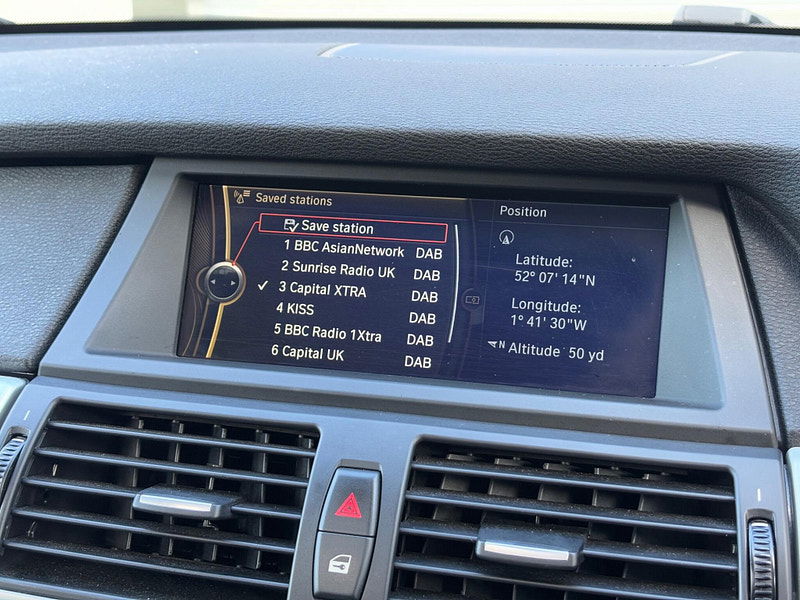 Saved stations
Save station
1 BBC AsianNetwork DAB
2 Sunrise Radio UK DAB
3 Capital XTRA DAB
4 KISS DAB
5 BBC Radio 1Xtra DAB
6 Capital UK DAB
Position
Latitude:
52° 07' 14"N
Longitude:
1° 41' 30"W
N Altitude 50 yd